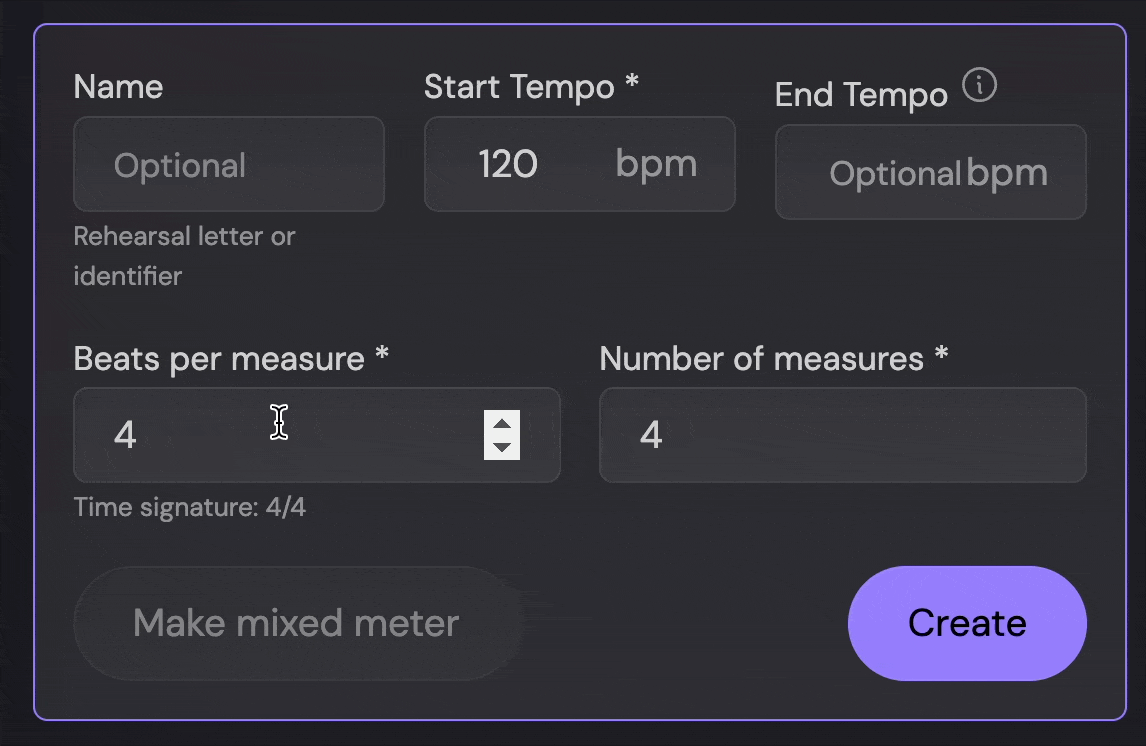 Name
Optional
Rehearsal letter or
identifier
Start Tempo *
120 bpm
End Tempo
Optional bpm
Beats per measure *
4
Time signature: 4/4
Number of measures *
4
Make mixed meter
Create